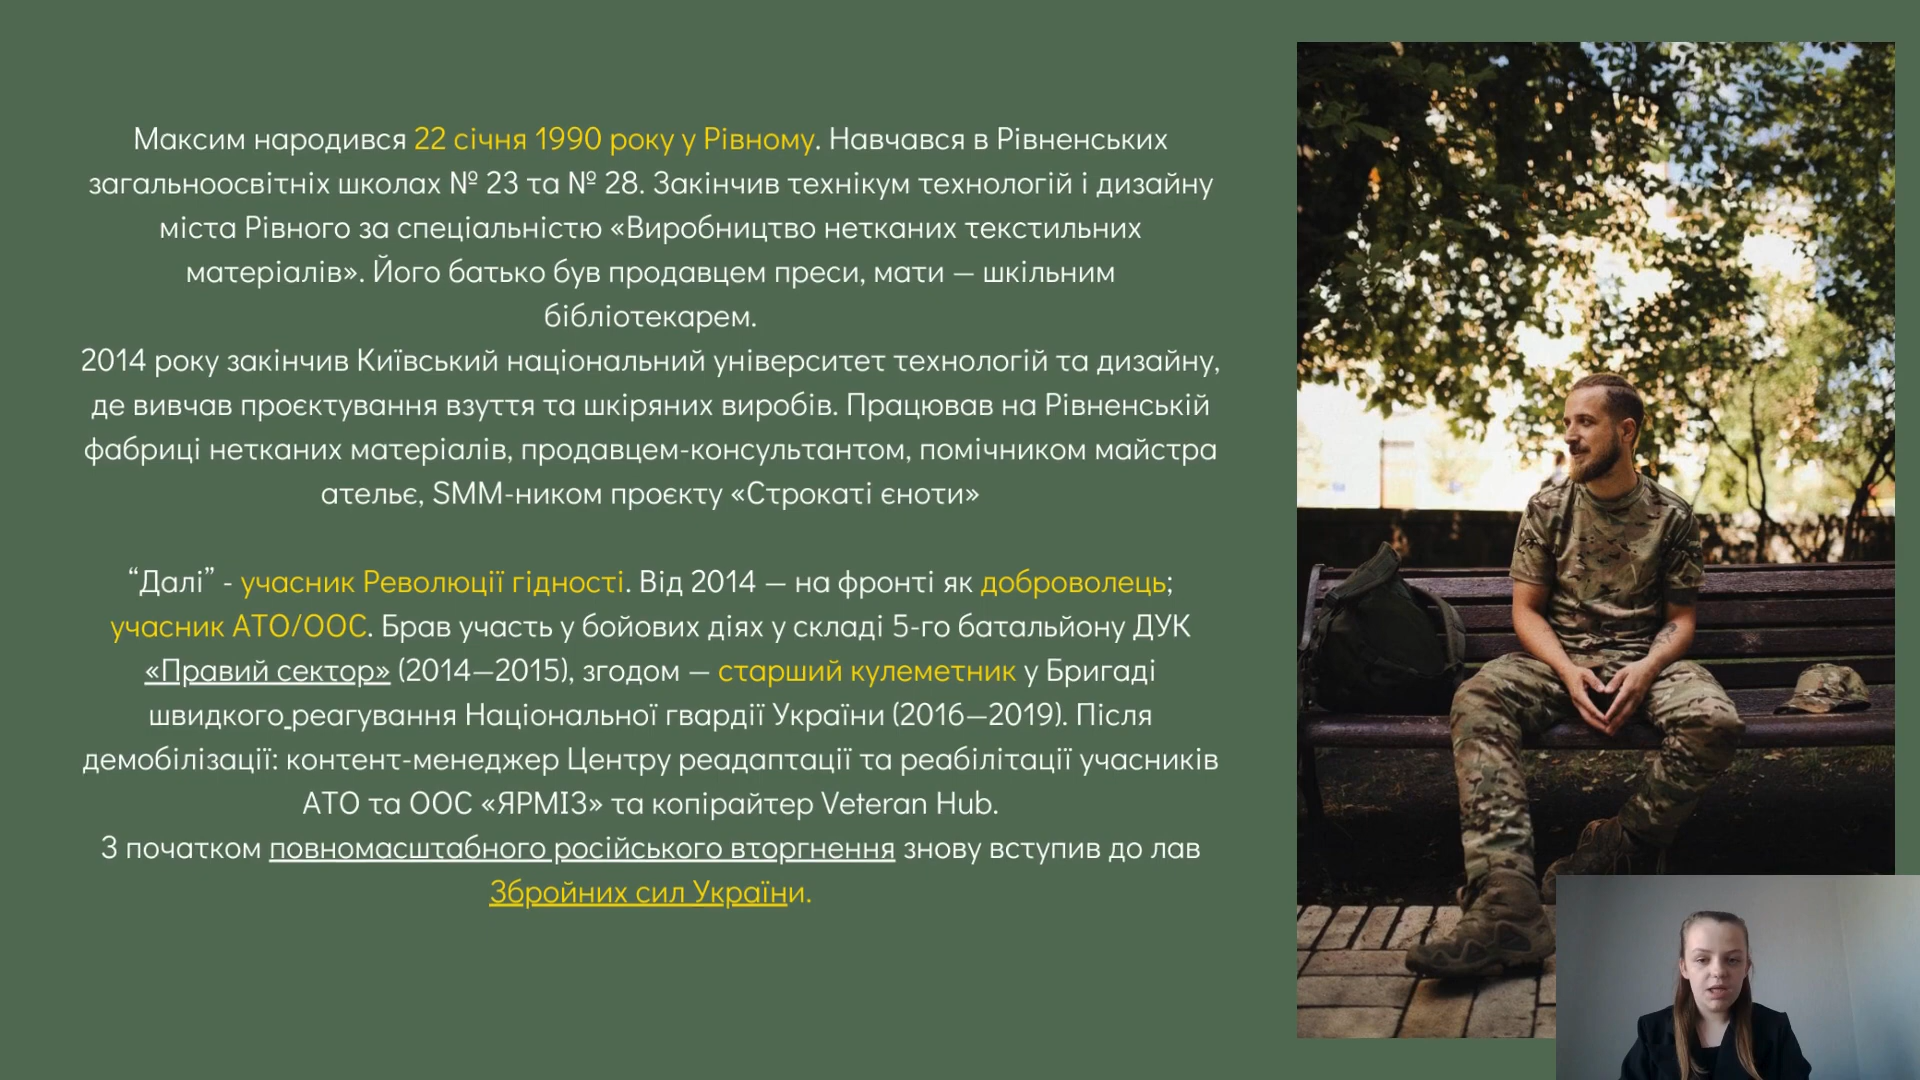 Максим народився 22 січня 1990 року у Рівному. Навчався в Рівненських
загальноосвітніх школах № 23 та № 28. Закінчив технікум технологій і дизайну
міста Рівного за спеціальністю «Виробництво нетканих текстильних
матеріалів». Його батько був продавцем преси, мати — шкільним
бібліотекарем.
2014 року закінчив Київський національний університет технологій та дизайну,
де вивчав проєктування взуття та шкіряних виробів. Працював на Рівненській
фабриці нетканих матеріалів, продавцем-консультантом, помічником майстра
ательє, SMM-ником проєкту «Строкаті єноти»
“Далі” - учасник Революції гідності. Від 2014 — на фронті як доброволець;
учасник АТО/ООС. Брав участь у бойових діях у складі 5-го батальйону ДУК
«Правий сектор» (2014—2015), згодом — старший кулеметник у Бригаді
швидкого реагування Національної гвардії України (2016—2019). Після
демобілізації: контент-менеджер Центру реадаптації та реабілітації учасників
АТО та ООС «ЯРМІЗ» та копірайтер Veteran Hub.
З початком повномасштабного російського вторгнення знову вступив до лав
Збройних сил України.